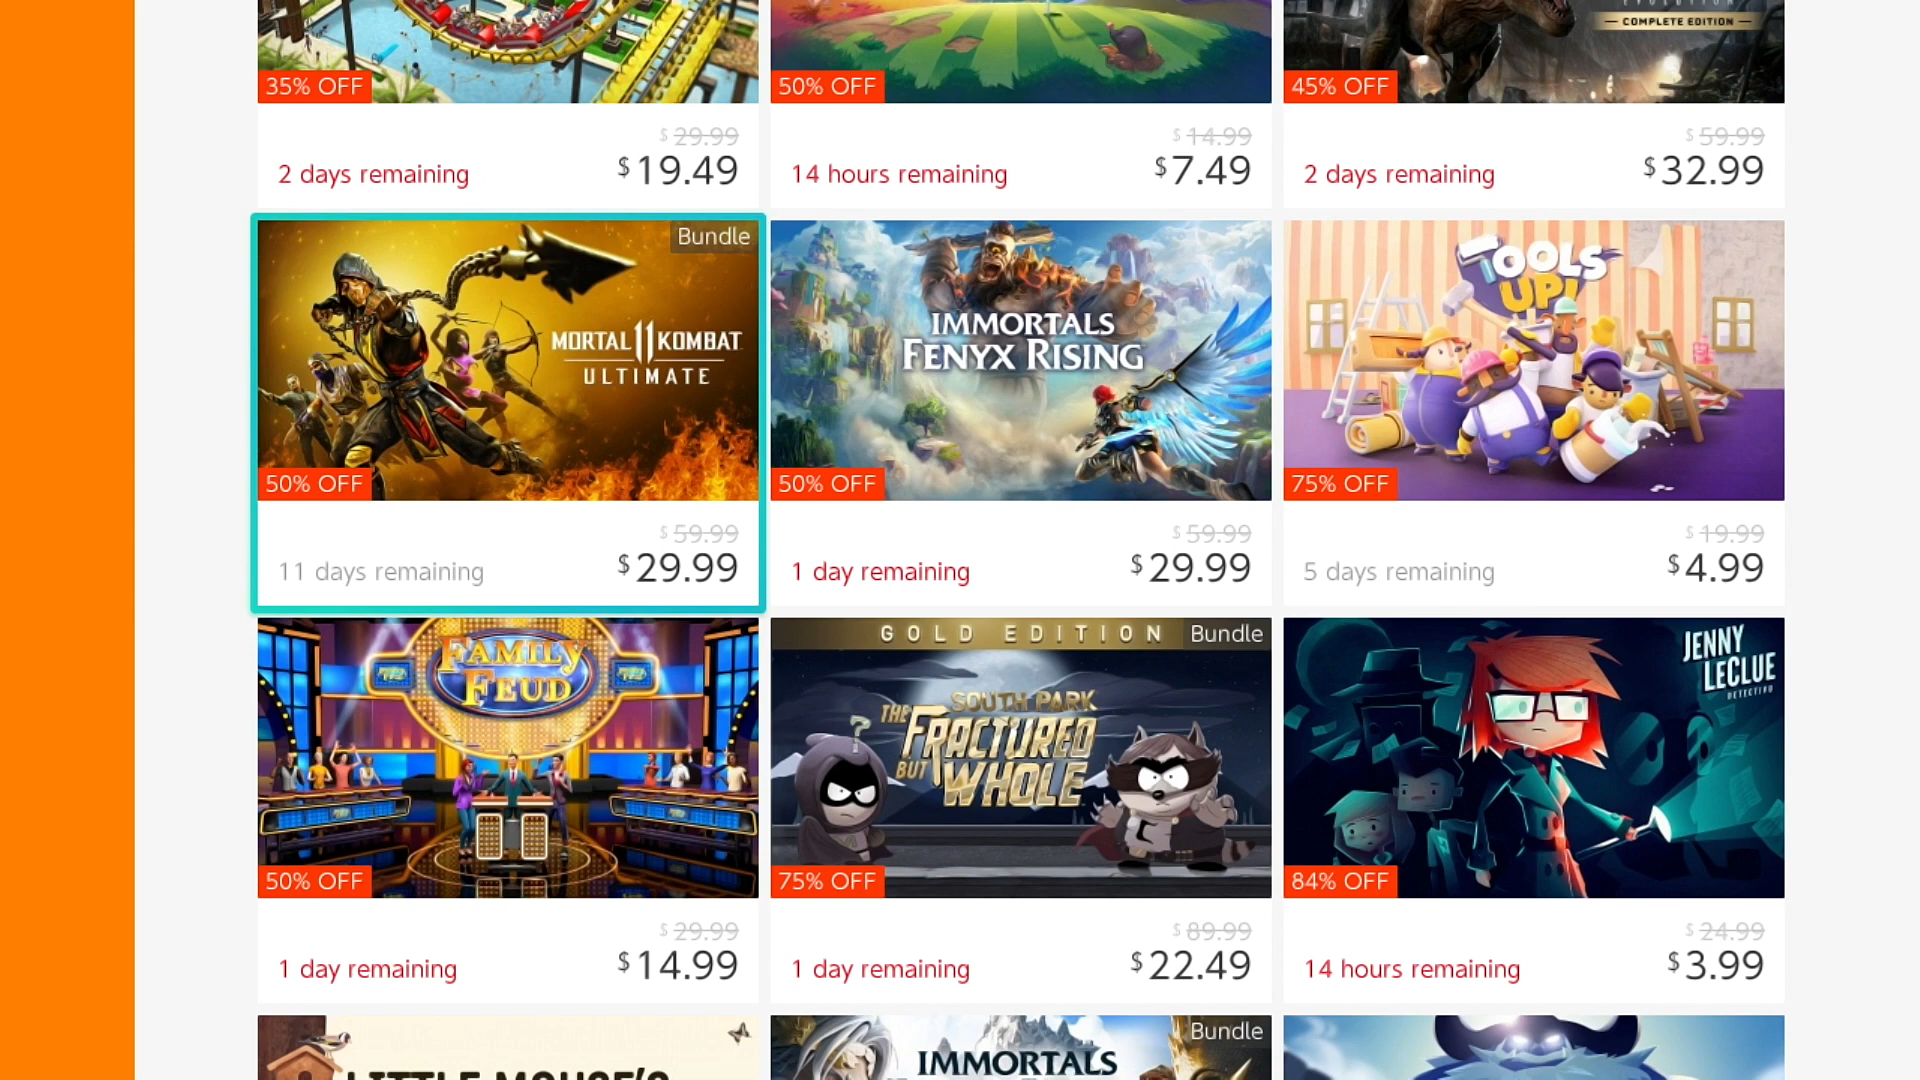 EVOLUTION
COMPLETE EDITION
35% OFF
50% OFF
45% OFF
$29.99
2 days remaining $19.49
$14.99
14 hours remaining $7.49
$59.99
2 days remaining $32.99
Bundle
MORTAL 11 KOMBAT
ULTIMATE
50% OFF
$59.99
11 days remaining $29.99
IMMORTALS
FENYX RISING
50% OFF
$59.99
1 day remaining $29.99
TOOLS
UP!
75% OFF
$19.99
5 days remaining $4.99
FAMILY
FEUD
50% OFF
$29.99
1 day remaining $14.99
GOLD EDITION
Bundle
SOUTH PARK
THE FRACTURED
BUT WHOLE
75% OFF
$89.99
1 day remaining $22.49
JENNY
LECLUE
DETECTIVU
84% OFF
$24.99
14 hours remaining $3.99
LITTLE MOUSE'S
Bundle
IMMORTALS